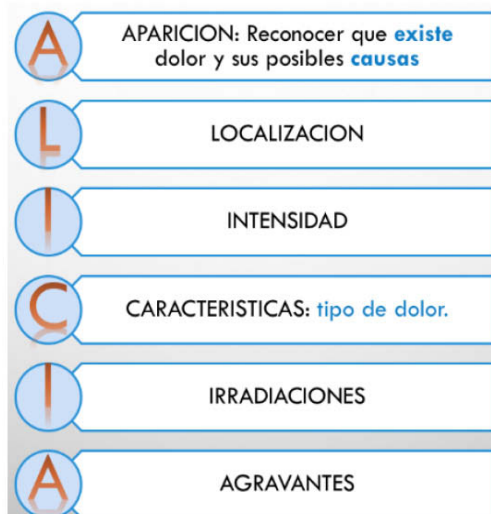 A
APARICION: Reconocer que existe
dolor y sus posibles causas
L
LOCALIZACION
I
INTENSIDAD
C
CARACTERISTICAS: tipo de dolor.
I
IRRADIACIONES
A
AGRAVANTES